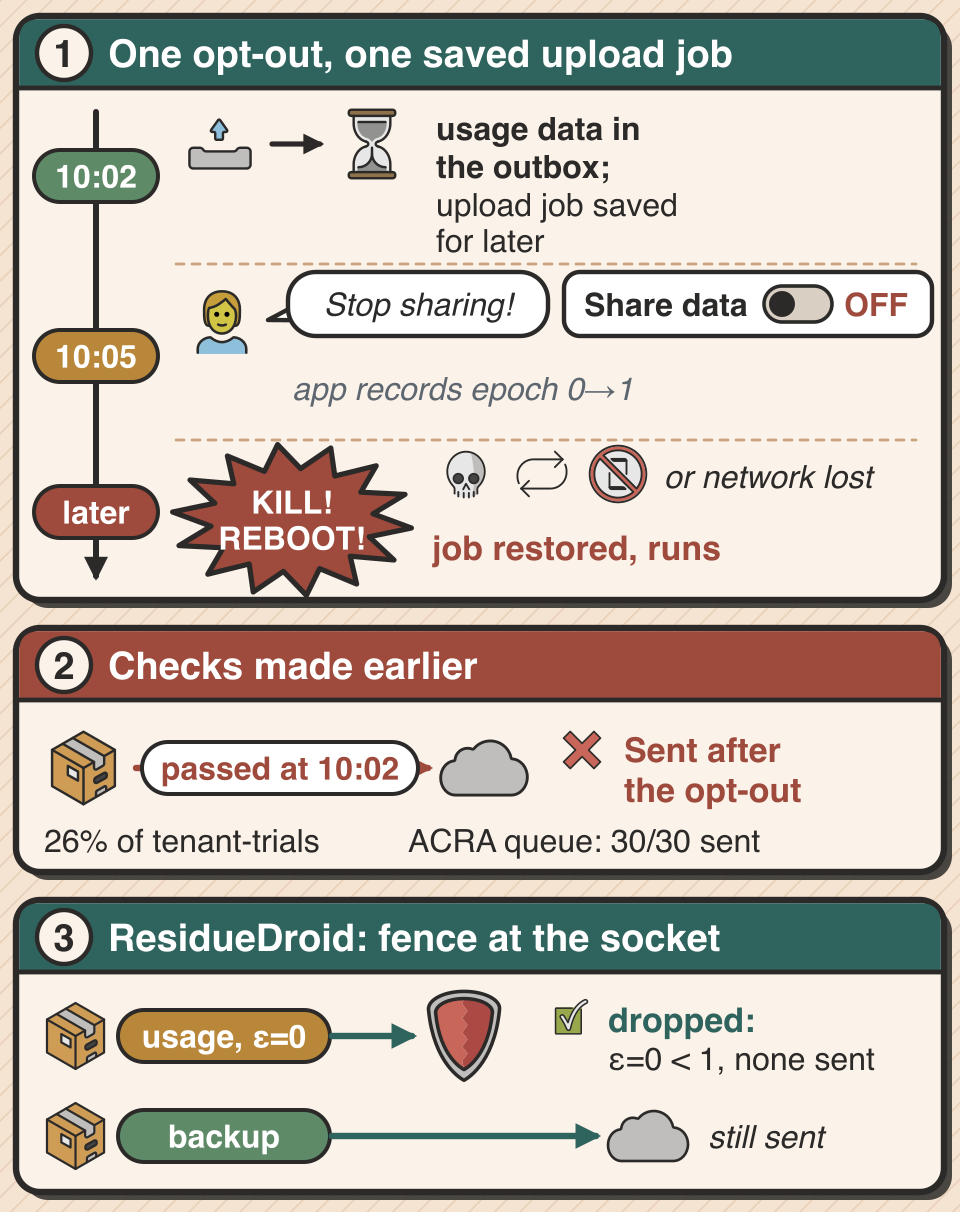 1 One opt-out, one saved upload job
10:02
usage data in
the outbox;
upload job saved
for later
10:05
Stop sharing!
Share data OFF
app records epoch 0→1
later
KILL!
REBOOT!
or network lost
job restored, runs
2 Checks made earlier
passed at 10:02
Sent after
the opt-out
26% of tenant-trials
ACRA queue: 30/30 sent
3 ResidueDroid: fence at the socket
usage, ε=0
dropped:
ε=0 < 1, none sent
backup
still sent